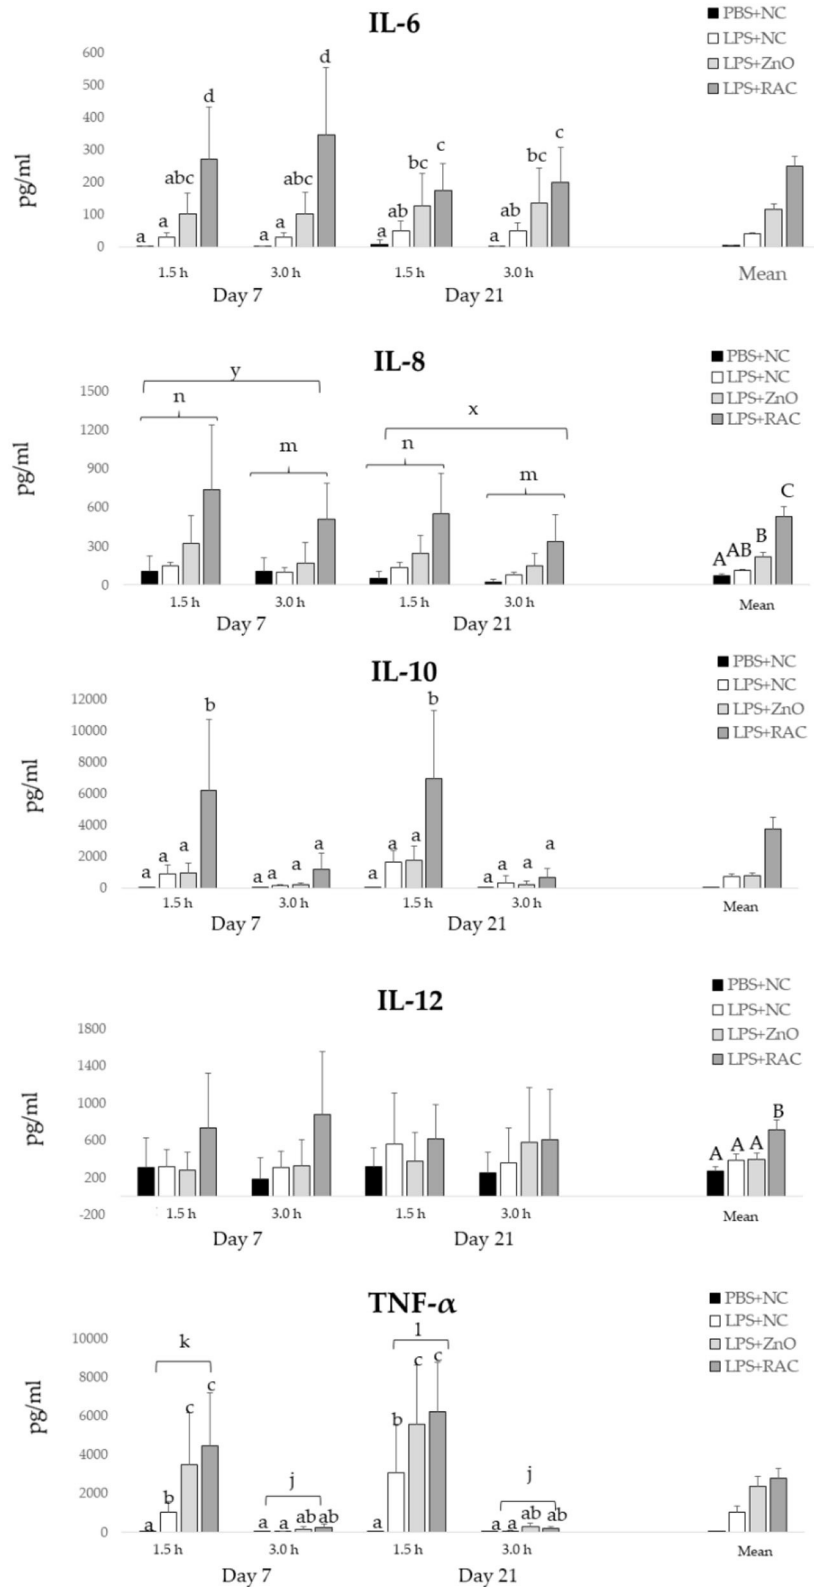 IL-6
PBS+NC
LPS+NC
LPS+ZnO
LPS+RAC
pg/ml
600
500
400
300
200
100
0
a a abc d
a a abc d
a ab bc c
a ab bc c
1.5 h 3.0 h 1.5 h 3.0 h
Day 7 Day 21
Mean
IL-8
PBS+NC
LPS+NC
LPS+ZnO
LPS+RAC
pg/ml
1500
1200
900
600
300
0
y
n m
x
n m
A AB B C
1.5 h 3.0 h 1.5 h 3.0 h
Day 7 Day 21
Mean
IL-10
PBS+NC
LPS+NC
LPS+ZnO
LPS+RAC
pg/ml
12000
10000
8000
6000
4000
2000
0
a a a b
a a a a
a a a b
a a a a
1.5 h 3.0 h 1.5 h 3.0 h
Day 7 Day 21
Mean
IL-12
PBS+NC
LPS+NC
LPS+ZnO
LPS+RAC
pg/ml
1800
1400
1000
600
200
-200
A A A B
1.5 h 3.0 h 1.5 h 3.0 h
Day 7 Day 21
Mean
TNF-α
PBS+NC
LPS+NC
LPS+ZnO
LPS+RAC
pg/ml
10000
8000
6000
4000
2000
0
k
a b c c
j
a a ab ab
l
a b c c
j
a a ab ab
1.5 h 3.0 h 1.5 h 3.0 h
Day 7 Day 21
Mean